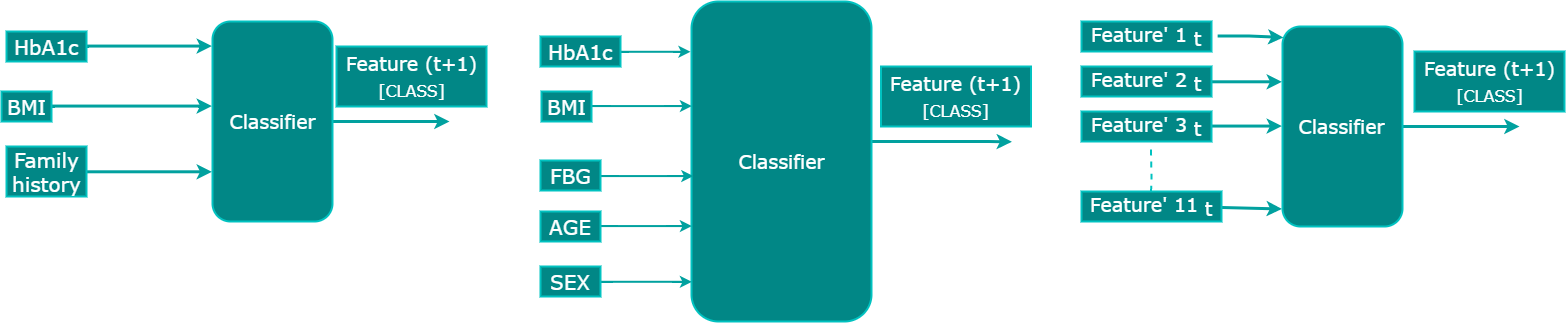 HbA1c
BMI
Family
history
Classifier
Feature (t+1)
[CLASS]
HbA1c
BMI
FBG
AGE
SEX
Classifier
Feature (t+1)
[CLASS]
Feature' 1 t
Feature' 2 t
Feature' 3 t
Feature' 11 t
Classifier
Feature (t+1)
[CLASS]